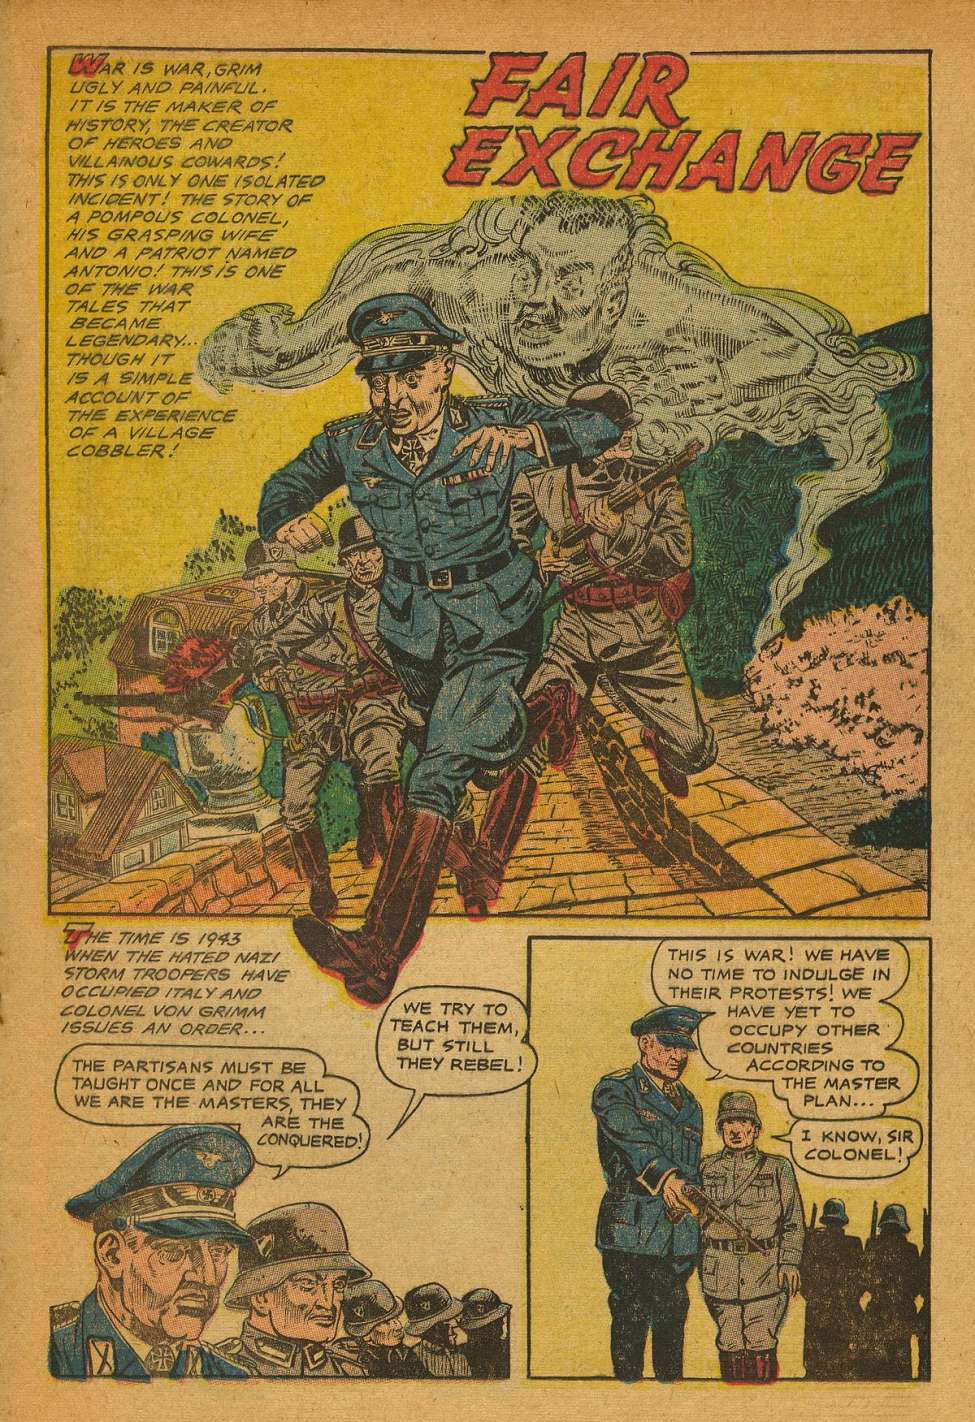 WAR IS WAR, GRIM
UGLY AND PAINFUL.
IT IS THE MAKER OF
HISTORY, THE CREATOR
OF HEROES AND
VILLAINOUS COWARDS!
THIS IS ONLY ONE ISOLATED
INCIDENT! THE STORY OF
A POMPOUS COLONEL,
HIS GRASPING WIFE
AND A PATRIOT NAMED
ANTONIO! THIS IS ONE
OF THE WAR
TALES THAT
BECAME
LEGENDARY...
THOUGH IT
IS A SIMPLE
ACCOUNT OF
THE EXPERIENCE
OF A VILLAGE
COBBLER!
FAIR
EXCHANGE
THE TIME IS 1943
WHEN THE HATED NAZI
STORM TROOPERS HAVE
OCCUPIED ITALY AND
COLONEL VON GRIMM
ISSUES AN ORDER...
THE PARTISANS MUST BE
TAUGHT ONCE AND FOR ALL
WE ARE THE MASTERS, THEY
ARE THE
CONQUERED!
WE TRY TO
TEACH THEM,
BUT STILL
THEY REBEL!
THIS IS WAR! WE HAVE
NO TIME TO INDULGE IN
THEIR PROTESTS! WE
HAVE YET TO
OCCUPY OTHER
COUNTRIES
ACCORDING TO
THE MASTER
PLAN...
I KNOW, SIR
COLONEL!